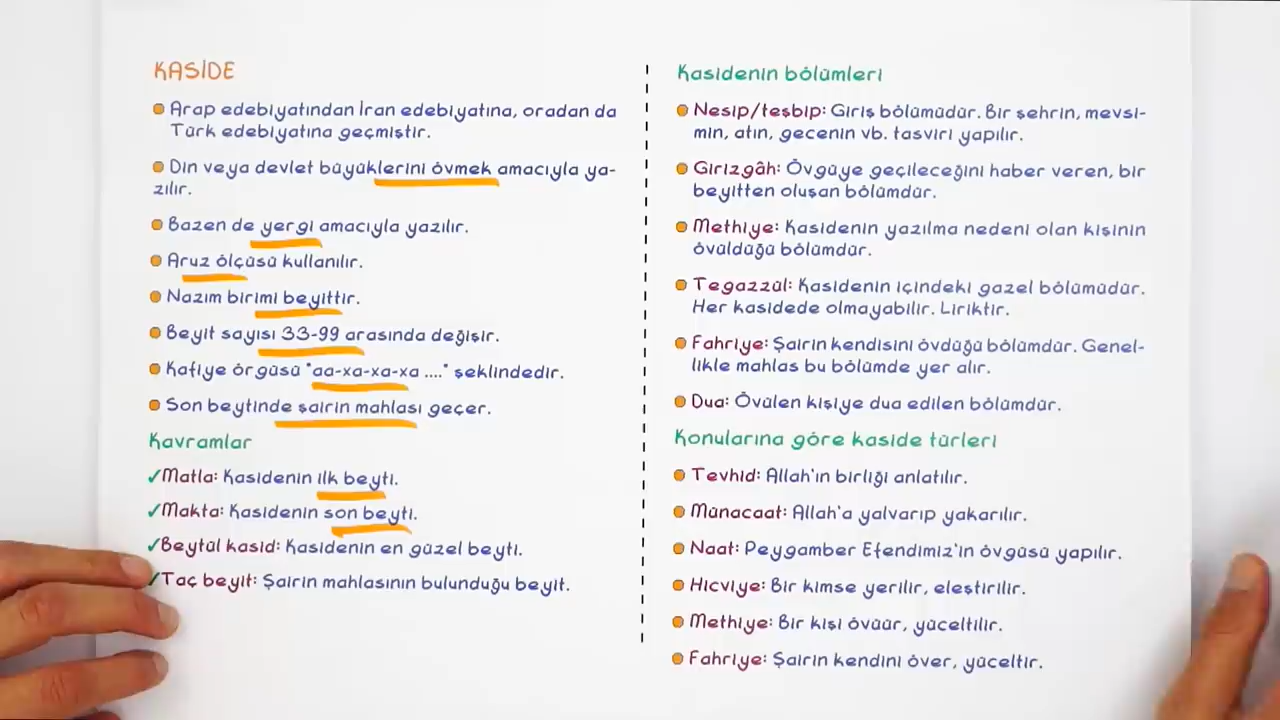 KASİDE
Arap edebiyatından İran edebiyatına, oradan da
Türk edebiyatına geçmiştir.
Din veya devlet büyüklerini övmek amacıyla ya-
zılır.
Bazen de yergi amacıyla yazılır.
Aruz ölçüsü kullanılır.
Nazım birimi beyittir.
Beyit sayısı 33-99 arasında değişir.
Kafiye örgüsü "aa-xa-xa-xa ...." şeklindedir.
Son beytinde şairin mahlası geçer.
Kavramlar
✓Matla: Kasidenin ilk beyti.
✓Makta: Kasidenin son beyti.
✓Beytül kasid: Kasidenin en güzel beyti.
✓Taç beyit: Şairin mahlasının bulunduğu beyit.
Kasidenin bölümleri
Nesip/teşbip: Giriş bölümüdür. Bir şehrin, mevsi-
min, atın, gecenin vb. tasviri yapılır.
Girizgâh: Övgüye geçileceğini haber veren, bir
beyitten oluşan bölümdür.
Methiye: Kasidenin yazılma nedeni olan kişinin
övüldüğü bölümdür.
Tegazzül: Kasidenin içindeki gazel bölümüdür.
Her kasidede olmayabilir. Liriktir.
Fahriye: Şairin kendisini övdüğü bölümdür. Genel-
likle mahlas bu bölümde yer alır.
Dua: Övülen kişiye dua edilen bölümdür.
Konularına göre kaside türleri
Tevhid: Allah'ın birliği anlatılır.
Münacaat: Allah'a yalvarıp yakarılır.
Naat: Peygamber Efendimiz'in övgüsü yapılır.
Hicviye: Bir kimse yerilir, eleştirilir.
Methiye: Bir kişi övüür, yüceltilir.
Fahriye: Şairin kendini över, yüceltir.